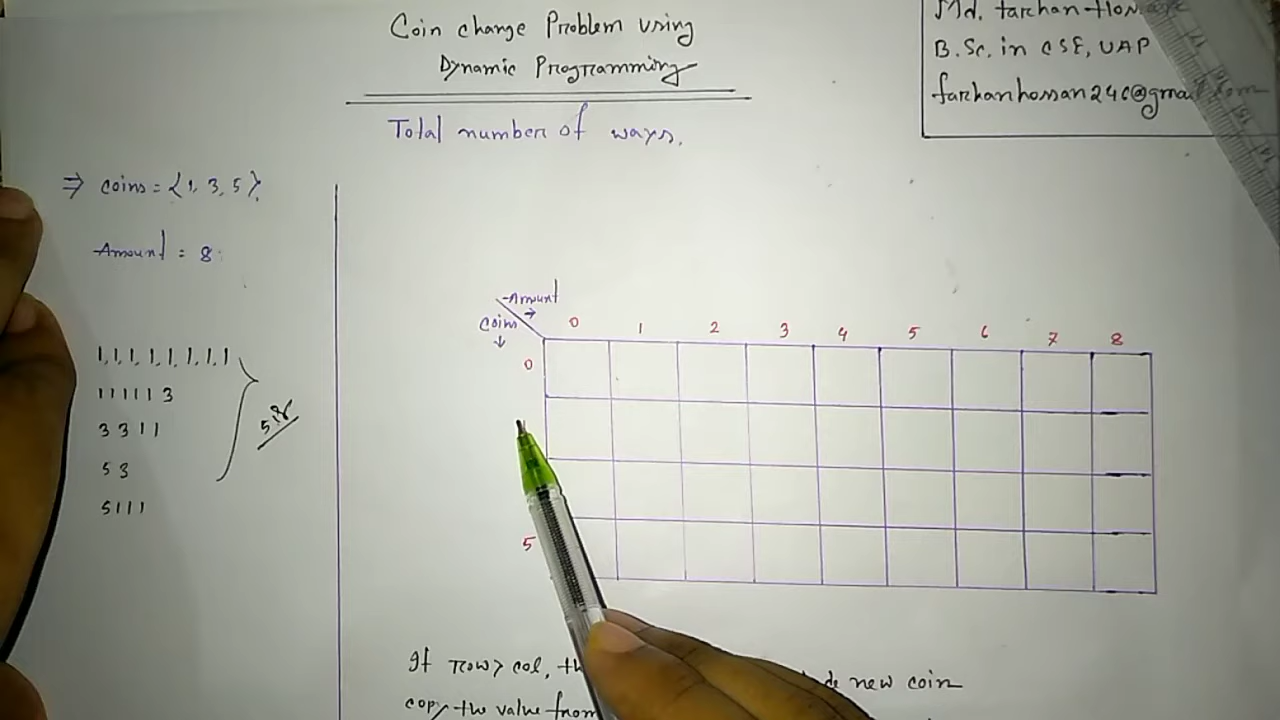 Coin change Problem using
Dynamic Programming
Total number of ways.
Md. farhan
B.Sc. in CSE, UAP
⇒ coins = {1, 3, 5}.
Amount = 8.
1, 1, 1, 1, 1, 1, 1, 1
1 1 1 1 1 3
3 3 1 1
5 3
5 1 1 1
Amount →
Coins ↓
0 1 2 3 4 5 6 7 8
0
5
If row > col, new coin
copy the value from